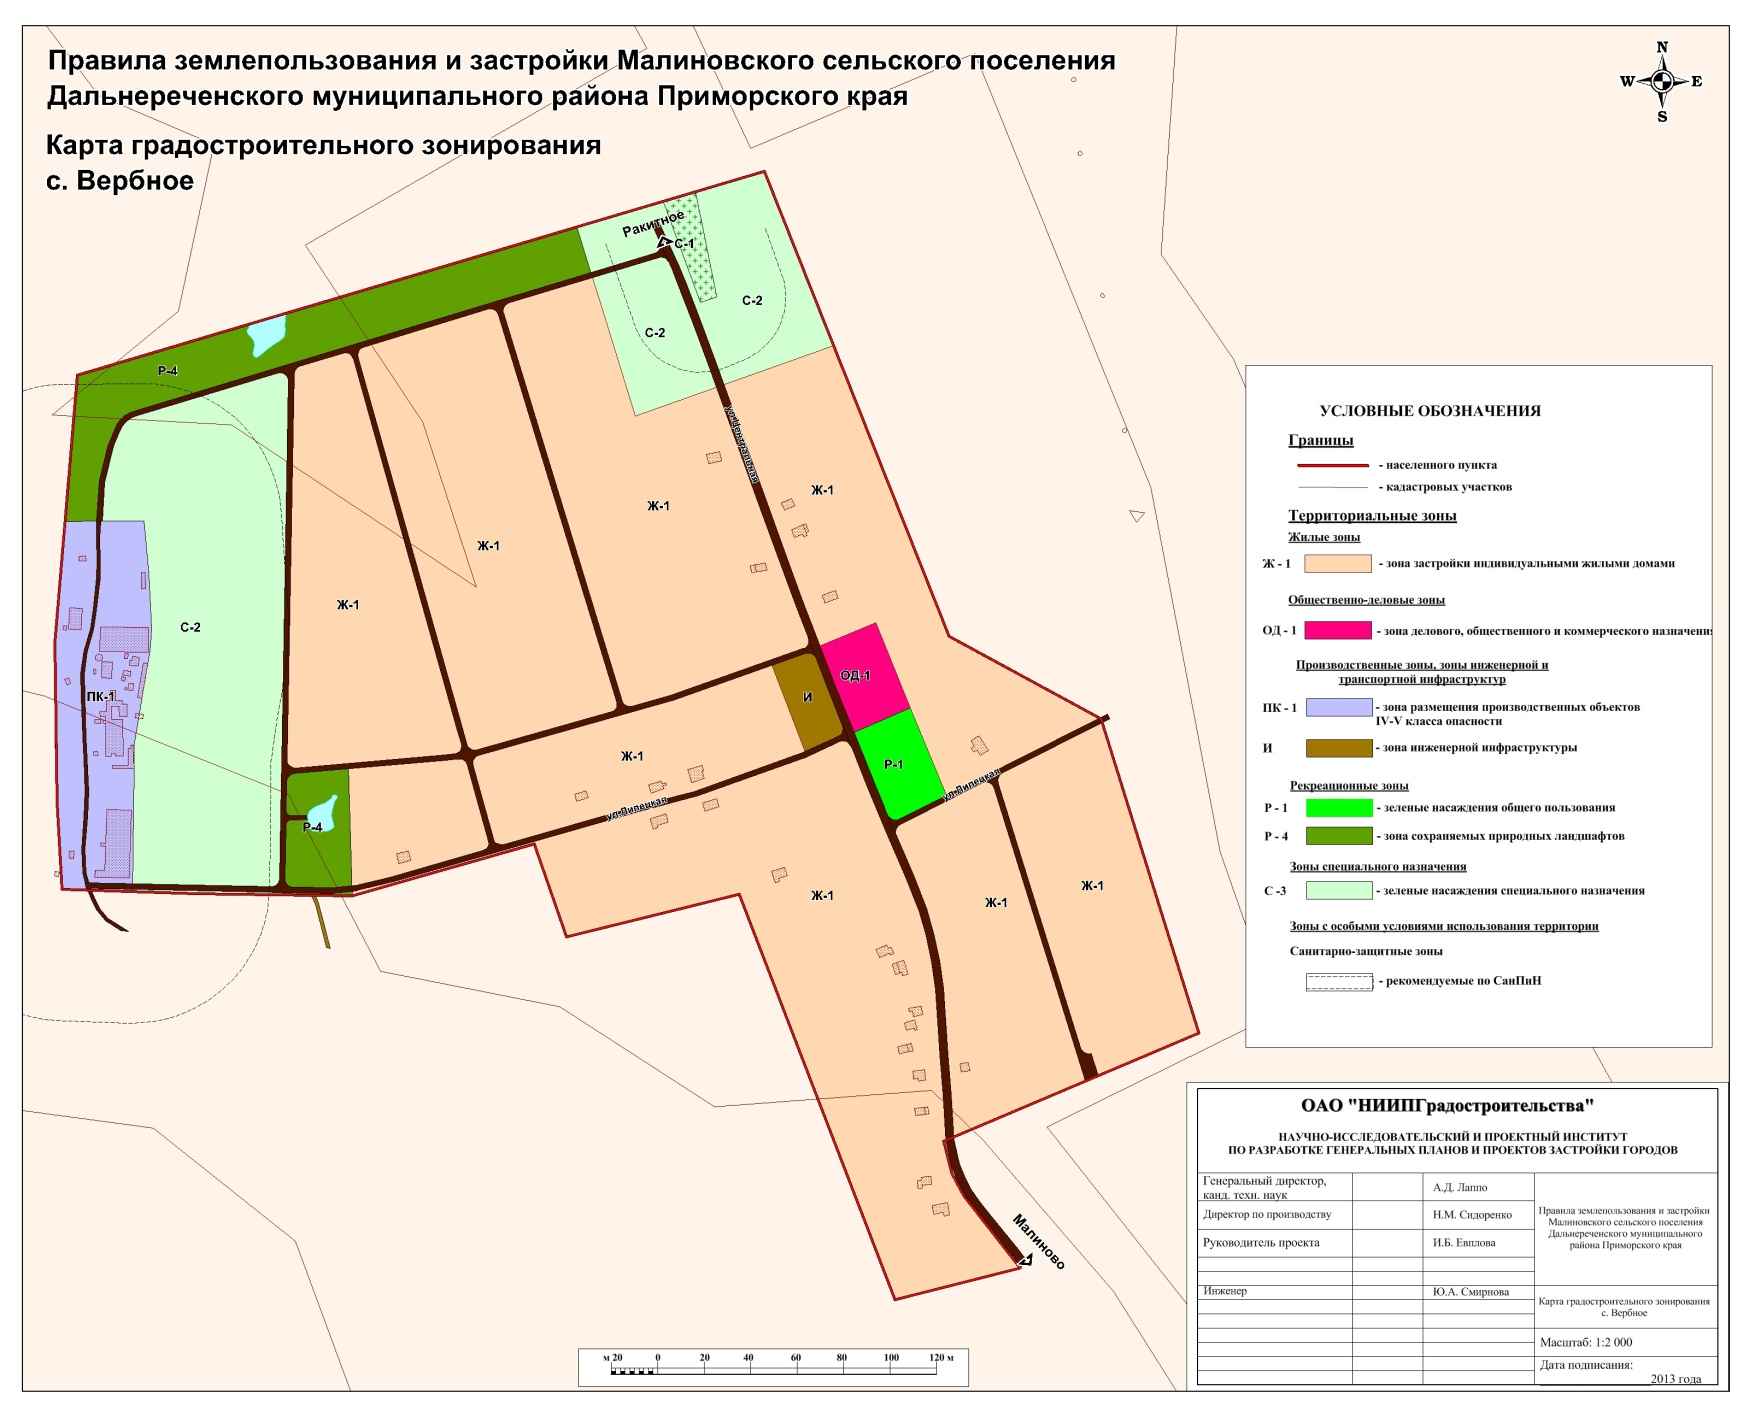 Правила землепользования и застройки Малиновского сельского поселения
Дальнереченского муниципального района Приморского края
Карта градостроительного зонирования
с. Вербное
N
W E
S
Ракитное
С-1
С-2
С-2
Р-4
ул.Центральная
Ж-1
Ж-1
Ж-1
Ж-1
С-2
ОД-1
ПК-1
И
Ж-1
Р-1
ул.Липецкая
ул.Липецкая
Р-4
Ж-1
Ж-1
Ж-1
Малиново
УСЛОВНЫЕ ОБОЗНАЧЕНИЯ
Границы
- населенного пункта
- кадастровых участков
Территориальные зоны
Жилые зоны
Ж - 1 - зона застройки индивидуальными жилыми домами
Общественно-деловые зоны
ОД - 1 - зона делового, общественного и коммерческого назначения
Производственные зоны, зоны инженерной и
транспортной инфраструктур
ПК - 1 - зона размещения производственных объектов
IV-V класса опасности
И - зона инженерной инфраструктуры
Рекреационные зоны
Р - 1 - зеленые насаждения общего пользования
Р - 4 - зона сохраняемых природных ландшафтов
Зоны специального назначения
С -3 - зеленые насаждения специального назначения
Зоны с особыми условиями использования территории
Санитарно-защитные зоны
- рекомендуемые по СанПиН
ОАО "НИИПГрадостроительства"
НАУЧНО-ИССЛЕДОВАТЕЛЬСКИЙ И ПРОЕКТНЫЙ ИНСТИТУТ
ПО РАЗРАБОТКЕ ГЕНЕРАЛЬНЫХ ПЛАНОВ И ПРОЕКТОВ ЗАСТРОЙКИ ГОРОДОВ
Генеральный директор,
канд. техн. наук
А.Д. Лаппо
Директор по производству
Н.М. Сидоренко
Руководитель проекта
И.Б. Евплова
Инженер
Ю.А. Смирнова
Правила землепользования и застройки
Малиновского сельского поселения
Дальнереченского муниципального
района Приморского края
Карта градостроительного зонирования
с. Вербное
Масштаб: 1:2 000
Дата подписания:
2013 года
м 20 0 20 40 60 80 100 120 м